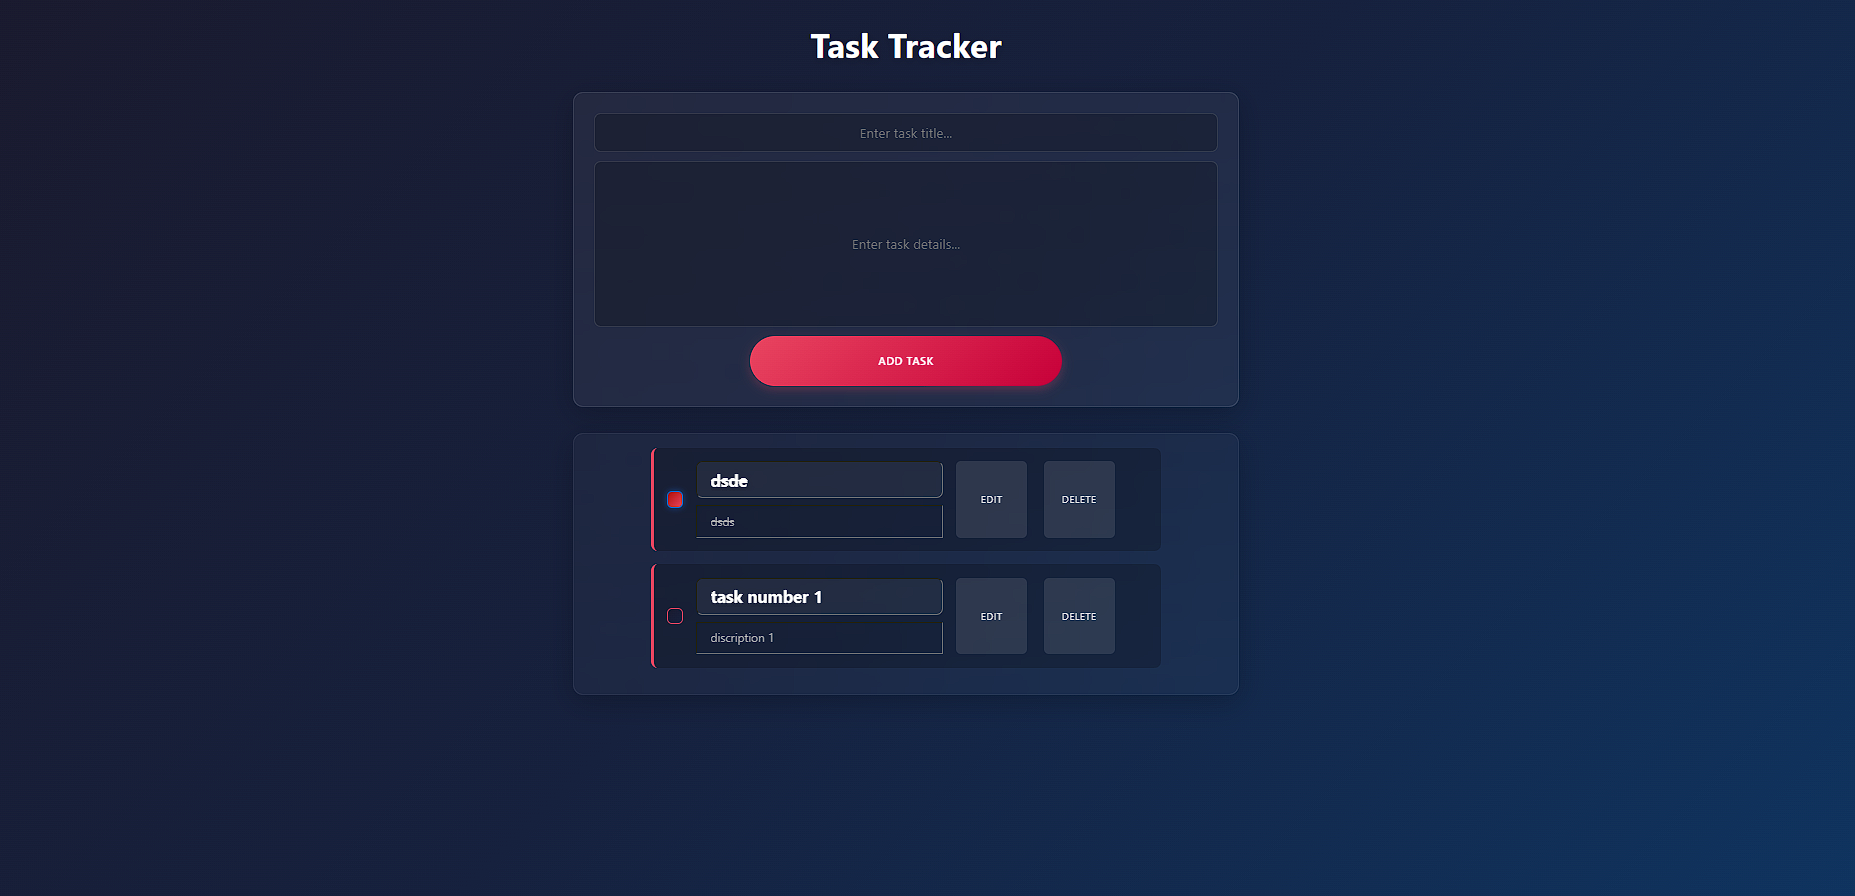 Task Tracker
Enter task title...
Enter task details...
ADD TASK
dsde
dsds
EDIT
DELETE
task number 1
discription 1
EDIT
DELETE